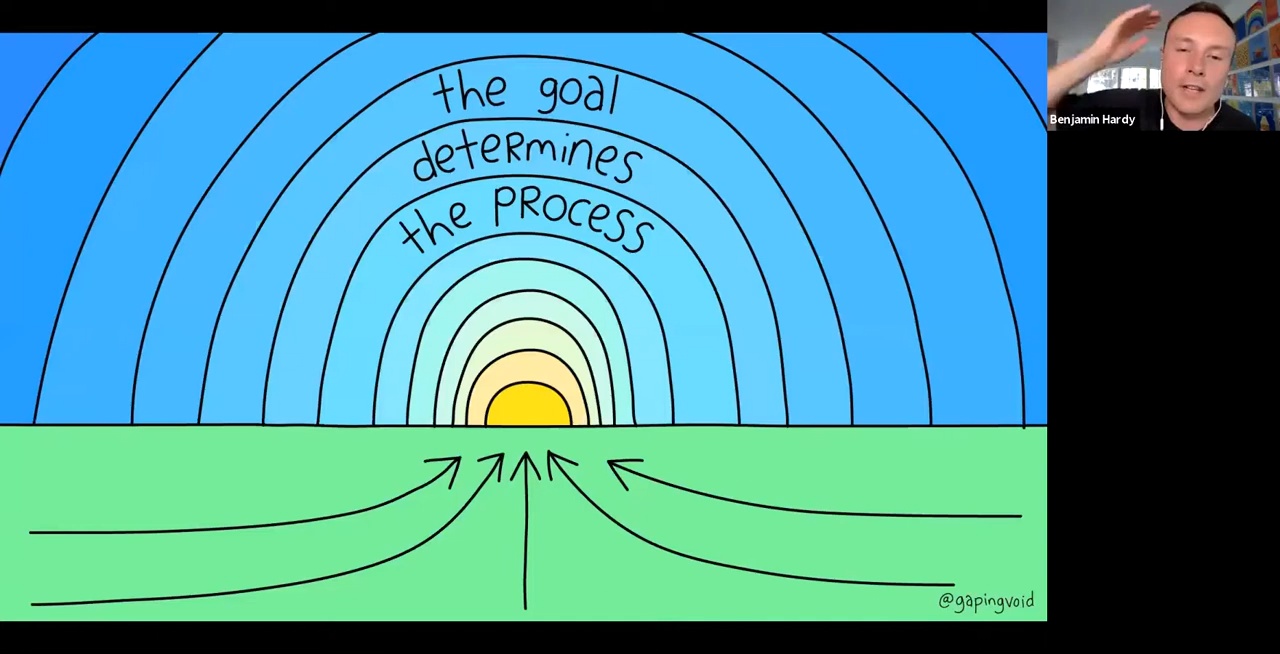 the goal
determines
the PROCESS
@gapingvoid
Benjamin Hardy